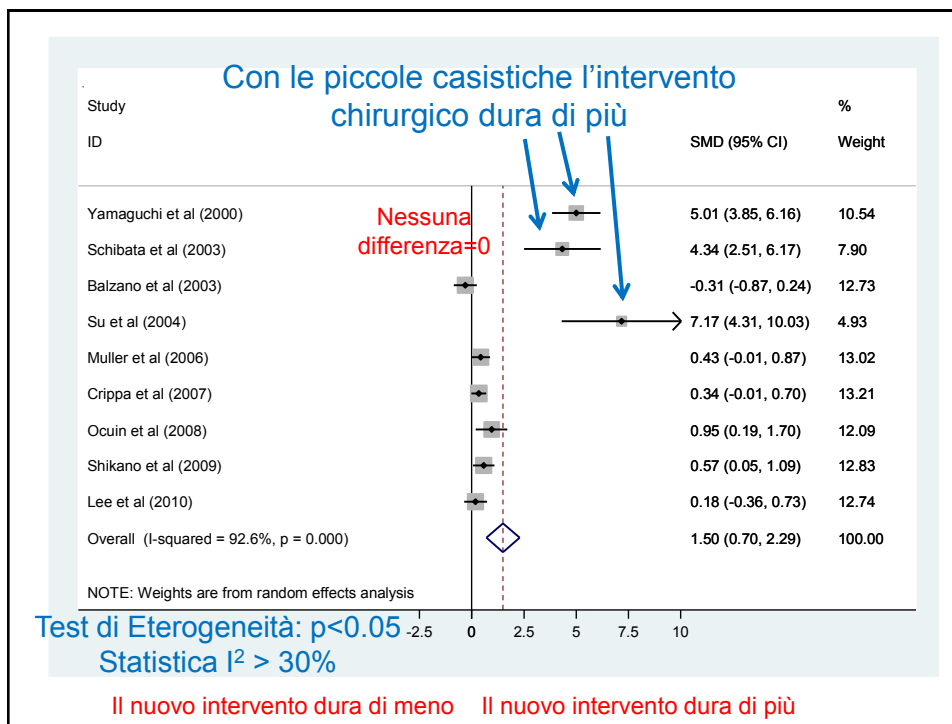 Con le piccole casistiche l'intervento
chirurgico dura di più
Study
%
ID
SMD (95% CI)
Weight
Yamaguchi et al (2000) 5.01 (3.85, 6.16) 10.54
Nessuna
differenza=0
Schibata et al (2003) 4.34 (2.51, 6.17) 7.90
Balzano et al (2003) -0.31 (-0.87, 0.24) 12.73
Su et al (2004) 7.17 (4.31, 10.03) 4.93
Muller et al (2006) 0.43 (-0.01, 0.87) 13.02
Crippa et al (2007) 0.34 (-0.01, 0.70) 13.21
Ocuin et al (2008) 0.95 (0.19, 1.70) 12.09
Shikano et al (2009) 0.57 (0.05, 1.09) 12.83
Lee et al (2010) 0.18 (-0.36, 0.73) 12.74
Overall (I-squared = 92.6%, p = 0.000) 1.50 (0.70, 2.29) 100.00
NOTE: Weights are from random effects analysis
-2.5 0 2.5 5 7.5 10
Test di Eterogeneità: p<0.05
Statistica I² > 30%
Il nuovo intervento dura di meno Il nuovo intervento dura di più